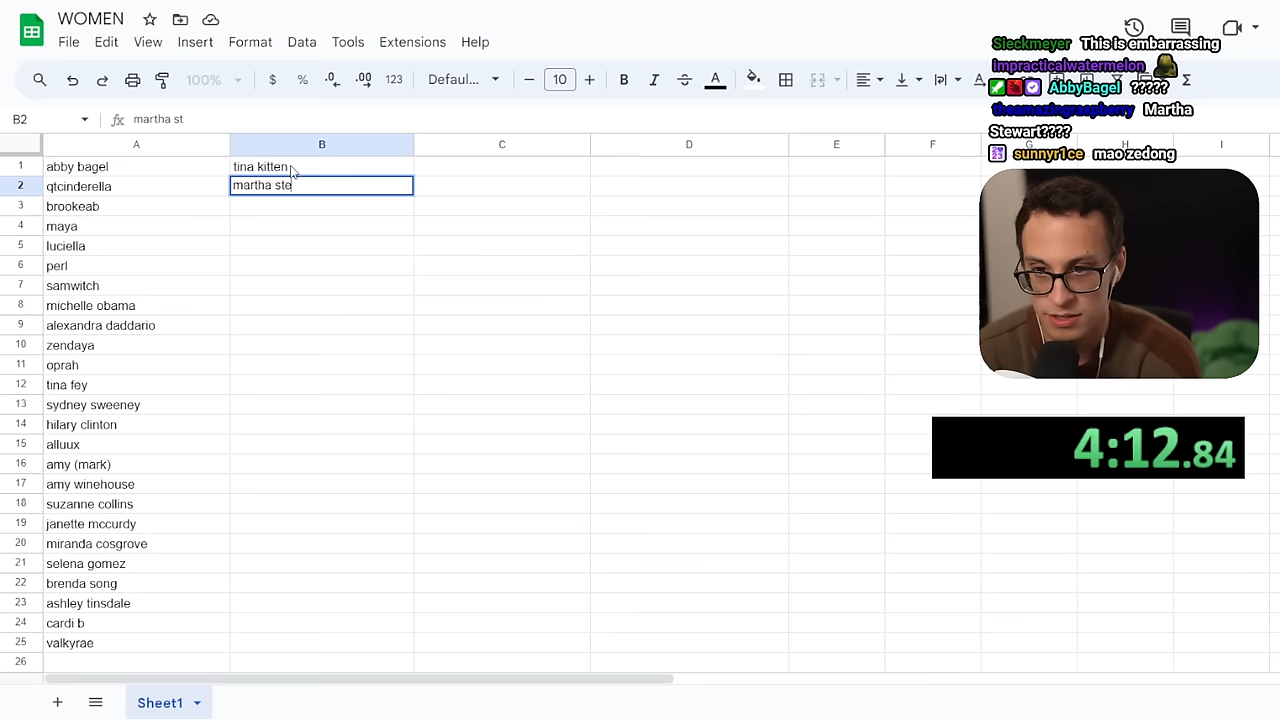 WOMEN
File Edit View Insert Format Data Tools Extensions Help
100% $ % .0 .00 123 Defaul... 10 B I A Σ
B2 fx martha st
A B C D E F G H I
1 abby bagel tina kitten
2 qtcinderella martha ste
3 brookeab
4 maya
5 luciella
6 perl
7 samwitch
8 michelle obama
9 alexandra daddario
10 zendaya
11 oprah
12 tina fey
13 sydney sweeney
14 hilary clinton
15 alluux
16 amy (mark)
17 amy winehouse
18 suzanne collins
19 janette mccurdy
20 miranda cosgrove
21 selena gomez
22 brenda song
23 ashley tinsdale
24 cardi b
25 valkyrae
26
Sheet1
Sieckmeyer This is embarrassing
impracticalwatermelon
AbbyBagel ?????
theamazingraspberry Martha
Stewart????
sunnyr1ce mao zedong
4:12.84